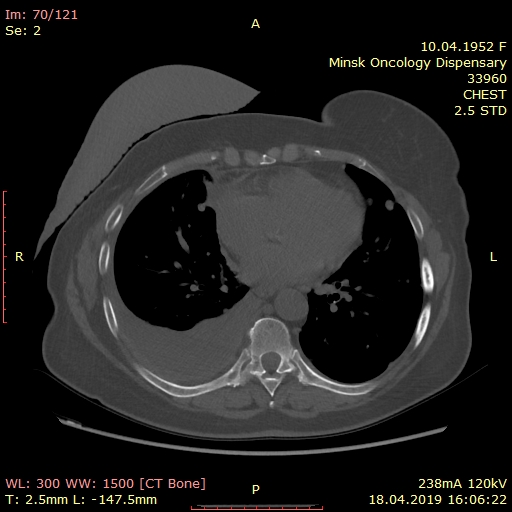 Im: 70/121
Se: 2
A
10.04.1952 F
Minsk Oncology Dispensary
33960
CHEST
2.5 STD
R
L
WL: 300 WW: 1500 [CT Bone]
T: 2.5mm L: -147.5mm
P
238mA 120kV
18.04.2019 16:06:22